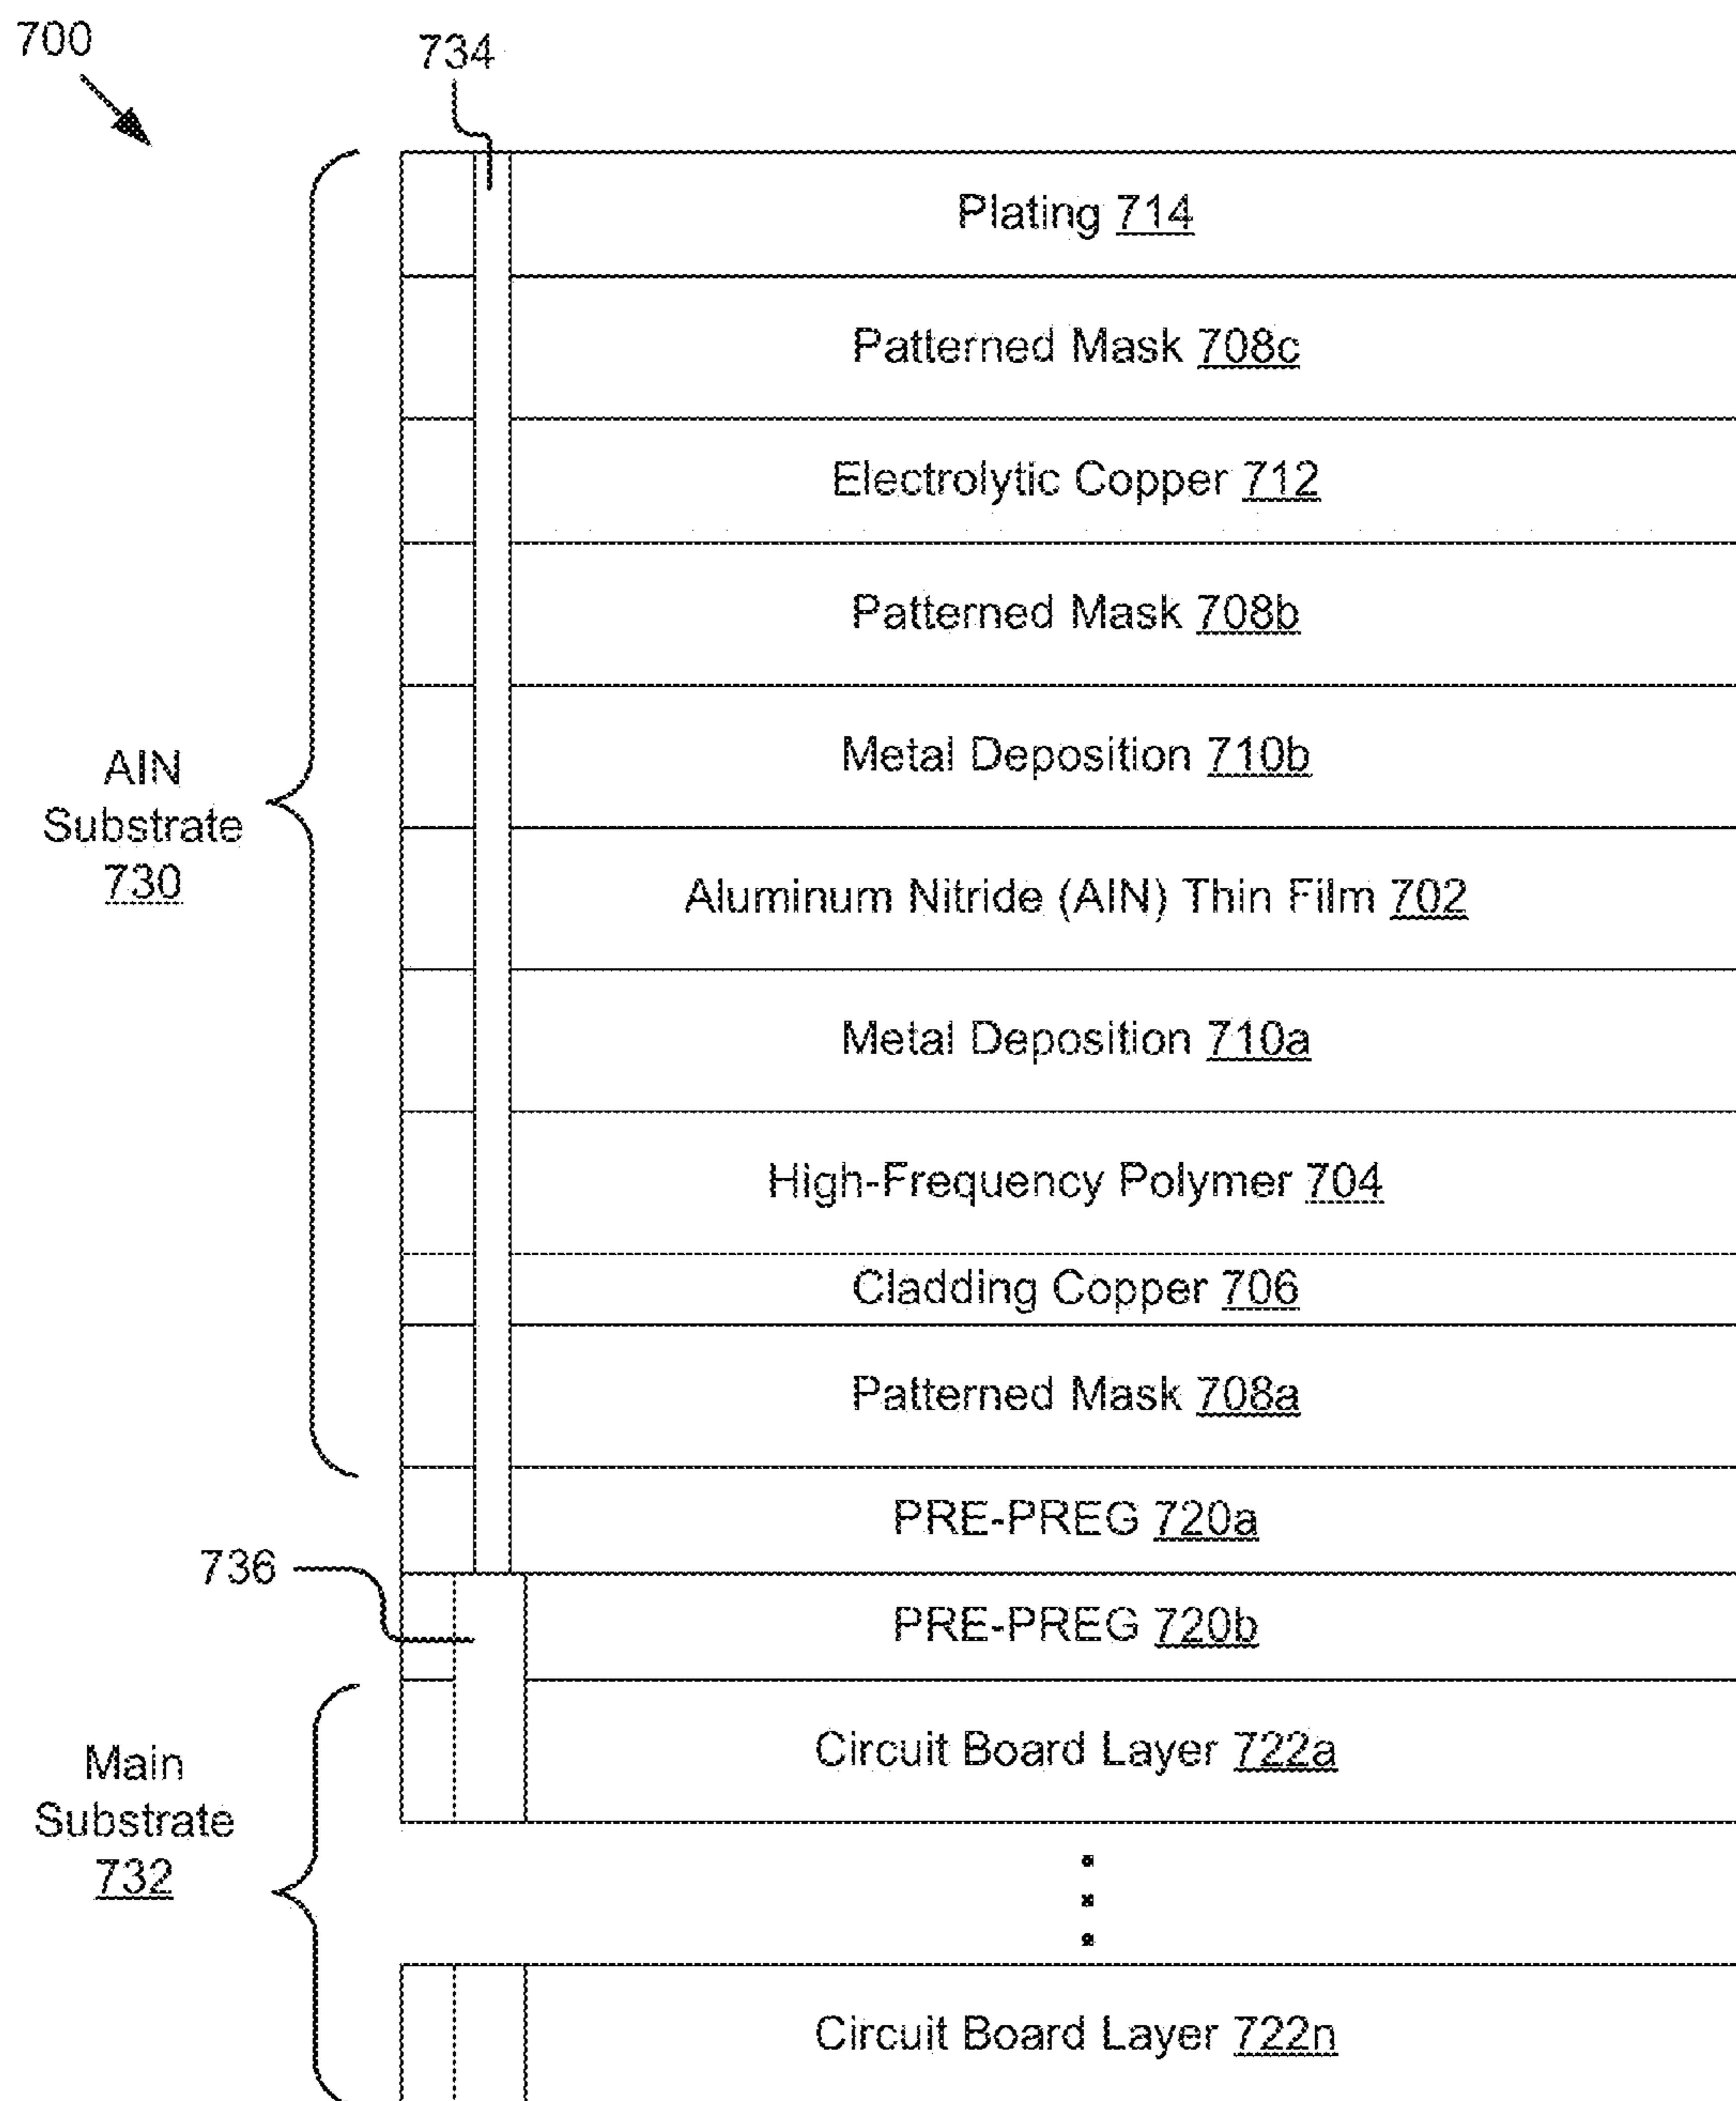 700
734
Plating 714
Patterned Mask 708c
Electrolytic Copper 712
Patterned Mask 708b
Metal Deposition 710b
AlN
Substrate
730
Aluminum Nitride (AlN) Thin Film 702
Metal Deposition 710a
High-Frequency Polymer 704
Cladding Copper 706
Patterned Mask 708a
PRE-PREG 720a
736
PRE-PREG 720b
Main
Substrate
732
Circuit Board Layer 722a
Circuit Board Layer 722n